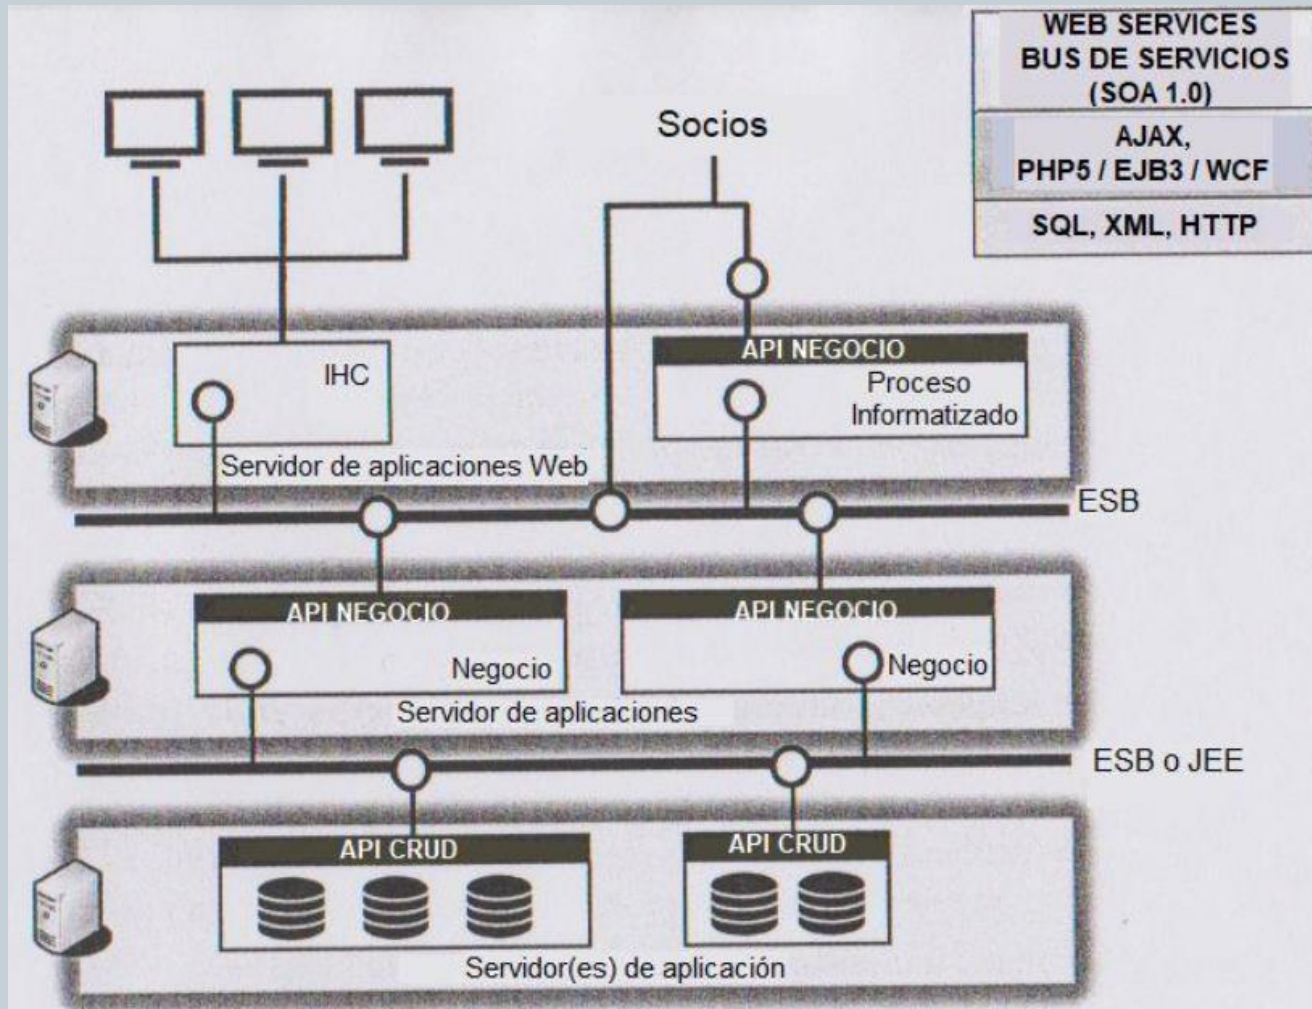 WEB SERVICES
BUS DE SERVICIOS
(SOA 1.0)
AJAX,
PHP5 / EJB3 / WCF
SQL, XML, HTTP
Socios
IHC
API NEGOCIO
Proceso
Informatizado
Servidor de aplicaciones Web
ESB
API NEGOCIO
Negocio
API NEGOCIO
Negocio
Servidor de aplicaciones
ESB o JEE
API CRUD
API CRUD
Servidor(es) de aplicación